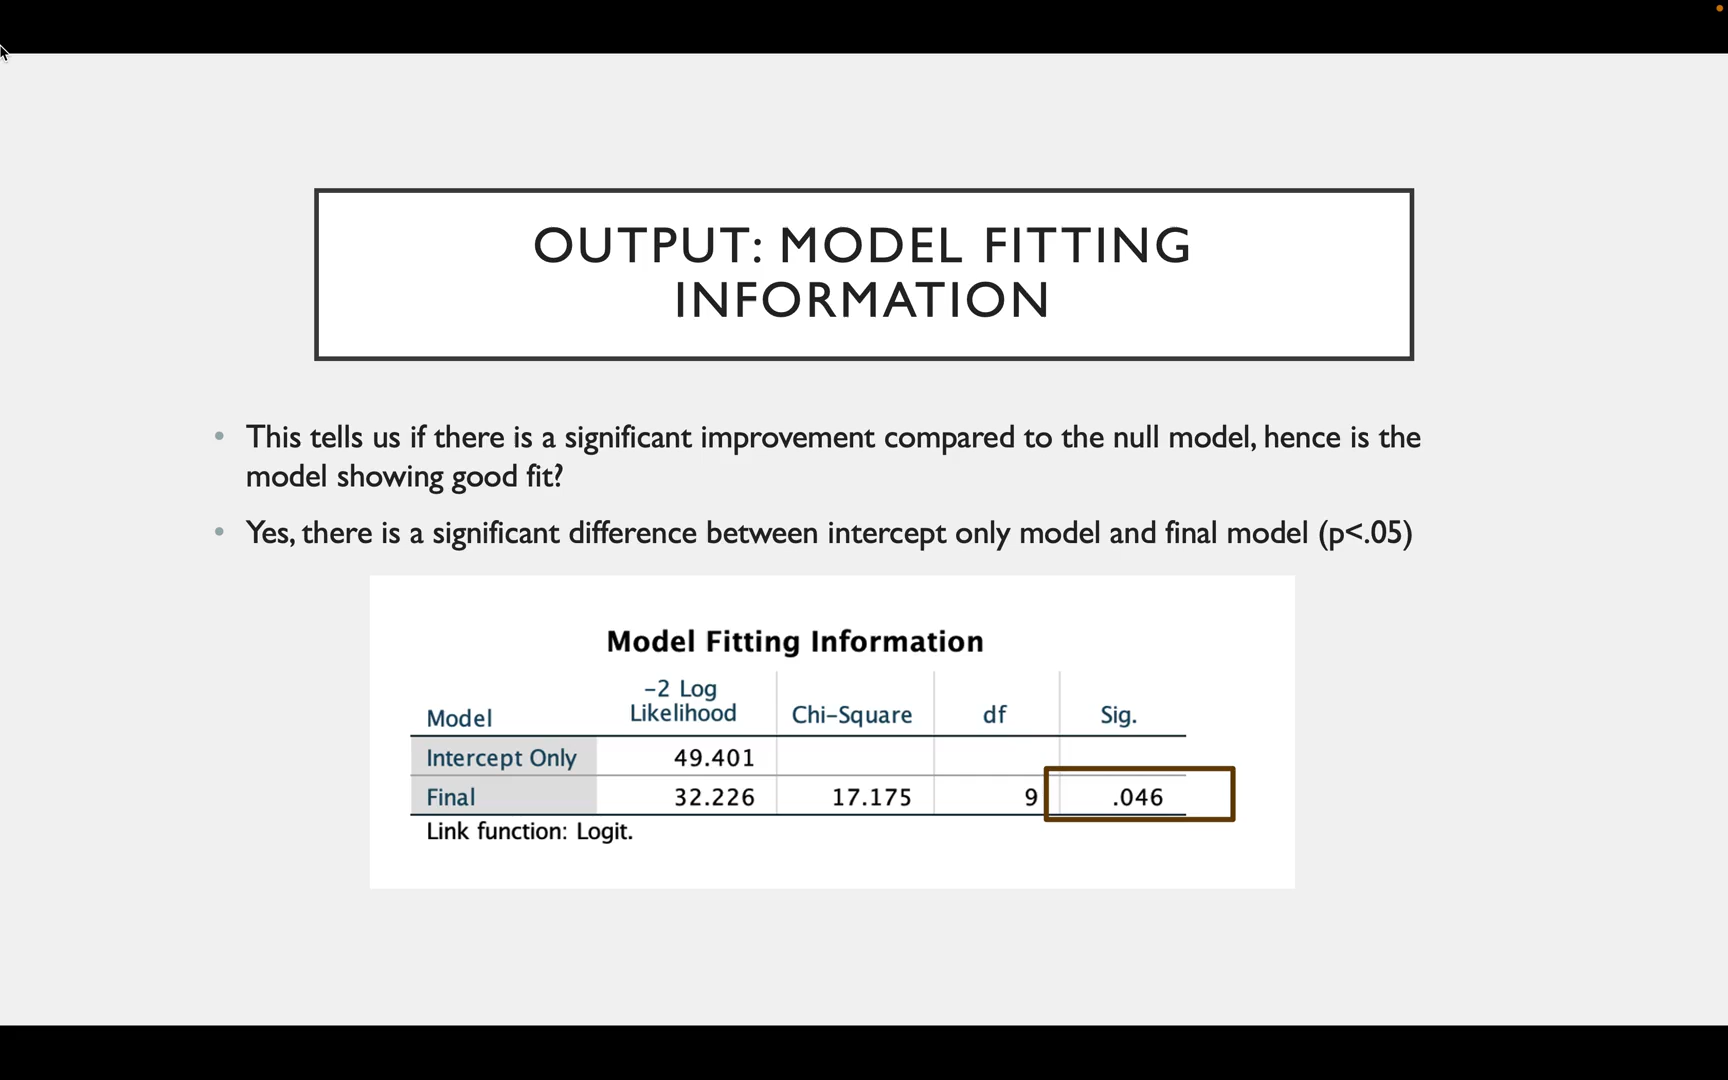 OUTPUT: MODEL FITTING
INFORMATION
• This tells us if there is a significant improvement compared to the null model, hence is the
model showing good fit?
• Yes, there is a significant difference between intercept only model and final model (p<.05)
Model Fitting Information
Model -2 Log Likelihood Chi-Square df Sig.
Intercept Only 49.401
Final 32.226 17.175 9 .046
Link function: Logit.